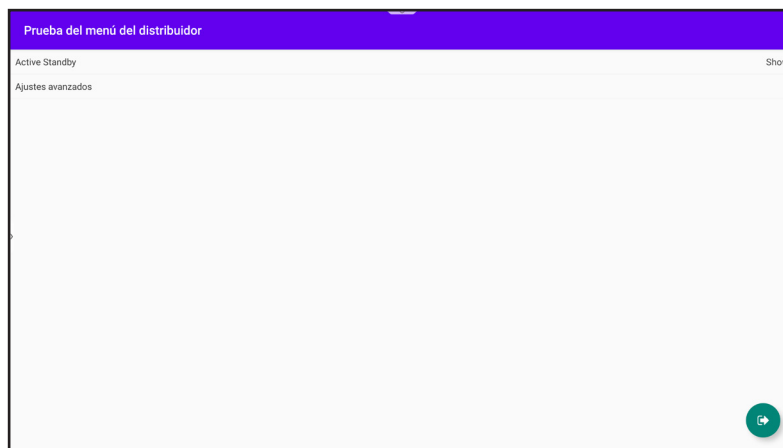 Prueba del menú del distribuidor
Active Standby
Ajustes avanzados